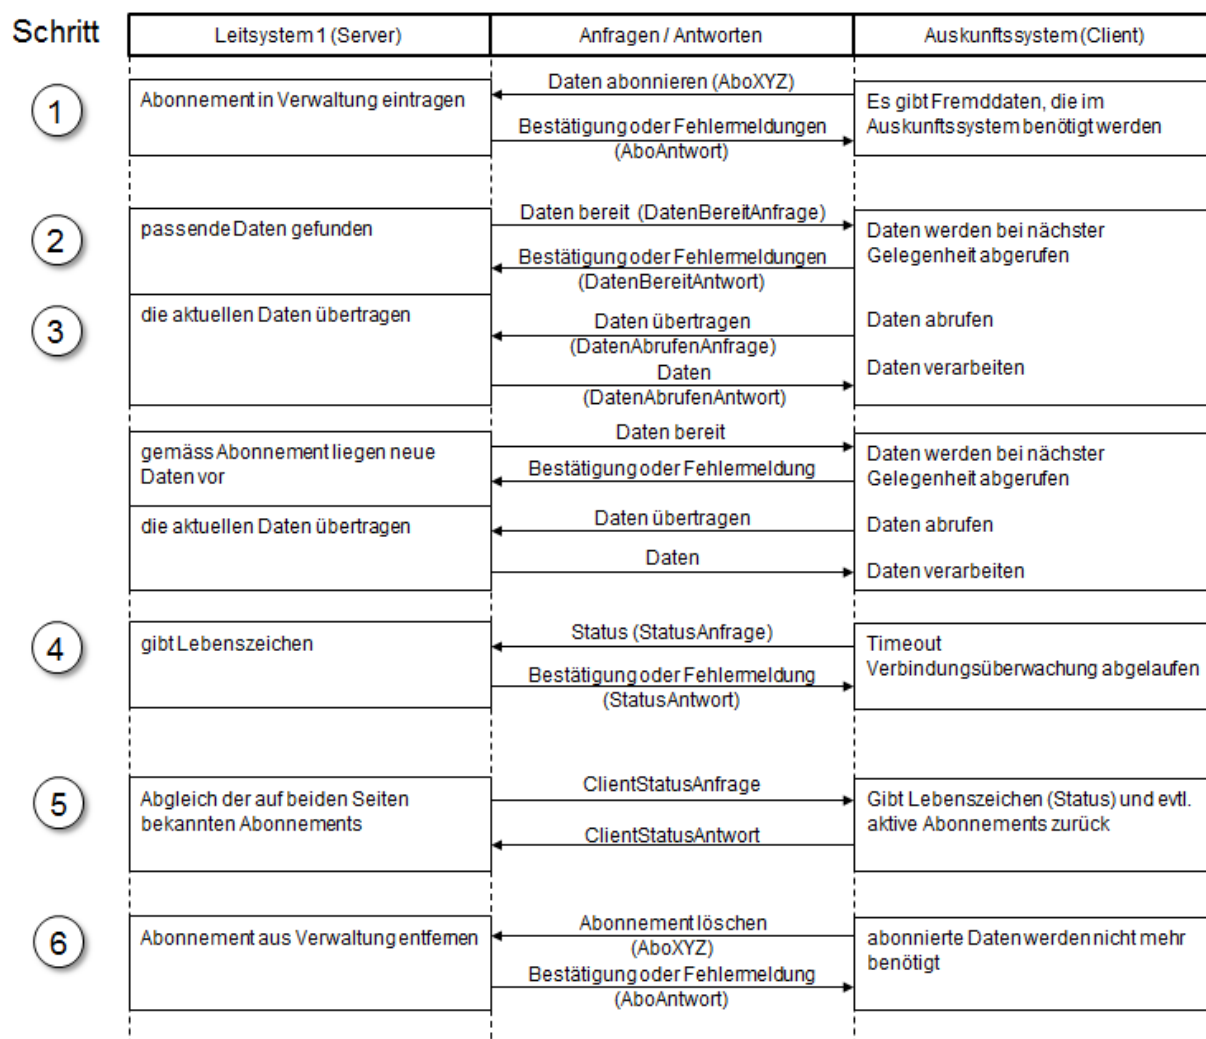 Schritt
Leitsystem 1 (Server)
Anfragen / Antworten
Auskunftssystem (Client)
1
Abonnement in Verwaltung eintragen
Daten abonnieren (AboXYZ)
Bestätigung oder Fehlermeldungen
(AboAntwort)
Es gibt Fremddaten, die im
Auskunftssystem benötigt werden
2
passende Daten gefunden
Daten bereit (DatenBereitAnfrage)
Bestätigung oder Fehlermeldungen
(DatenBereitAntwort)
Daten werden bei nächster
Gelegenheit abgerufen
3
die aktuellen Daten übertragen
Daten übertragen
(DatenAbrufenAnfrage)
Daten
(DatenAbrufenAntwort)
Daten abrufen
Daten verarbeiten
gemäss Abonnement liegen neue
Daten vor
Daten bereit
Bestätigung oder Fehlermeldung
Daten werden bei nächster
Gelegenheit abgerufen
die aktuellen Daten übertragen
Daten übertragen
Daten
Daten abrufen
Daten verarbeiten
4
gibt Lebenszeichen
Status (StatusAnfrage)
Bestätigung oder Fehlermeldung
(StatusAntwort)
Timeout
Verbindungsüberwachung abgelaufen
5
Abgleich der auf beiden Seiten
bekannten Abonnements
ClientStatusAnfrage
ClientStatusAntwort
Gibt Lebenszeichen (Status) und evtl.
aktive Abonnements zurück
6
Abonnement aus Verwaltung entfernen
Abonnement löschen
(AboXYZ)
Bestätigung oder Fehlermeldung
(AboAntwort)
abonnierte Daten werden nicht mehr
benötigt